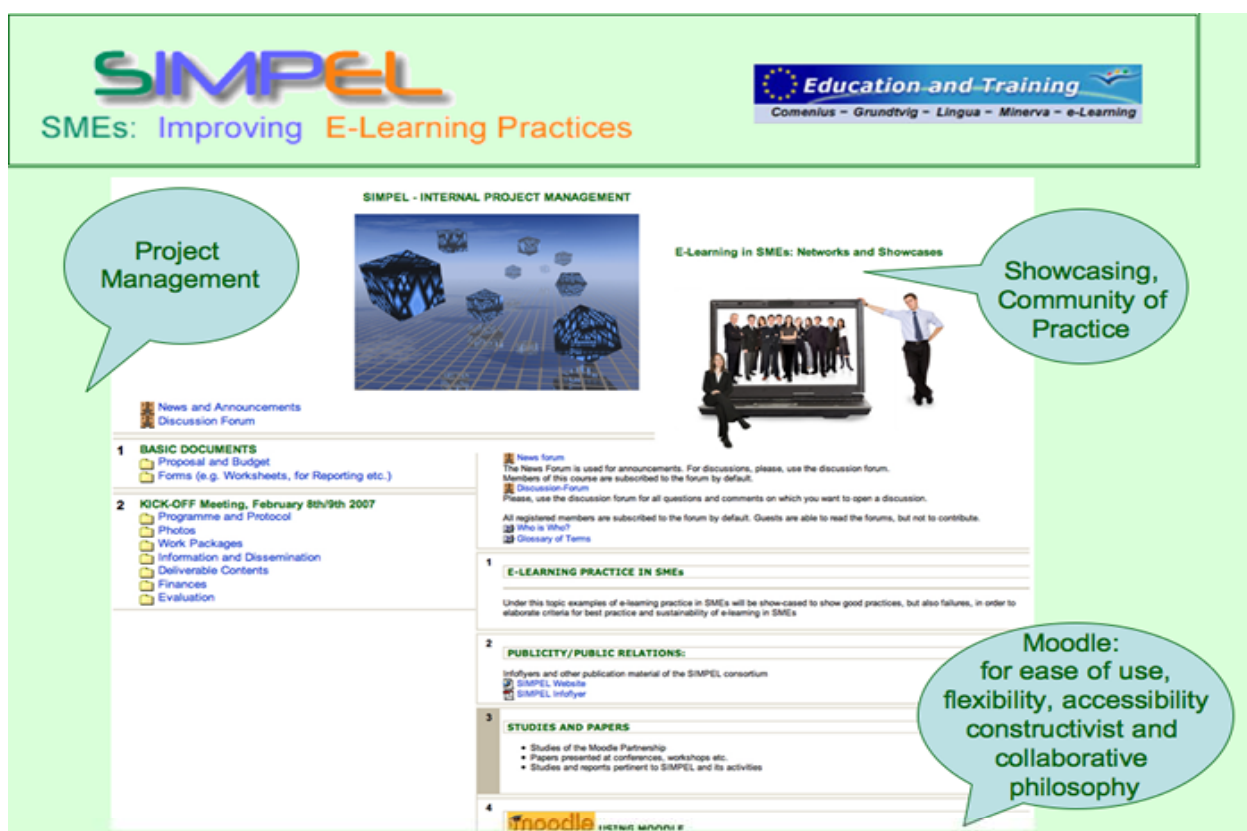 SIMPEL
SMEs: Improving E-Learning Practices
Education and Training
Comenius – Grundtvig – Lingua – Minerva – e-Learning
Project
Management
SIMPEL - INTERNAL PROJECT MANAGEMENT
E-Learning in SMEs: Networks and Showcases
Showcasing,
Community of
Practice
News and Announcements
Discussion Forum
1 BASIC DOCUMENTS
Proposal and Budget
Forms (e.g. Worksheets, for Reporting etc.)
2 KICK-OFF Meeting, February 8th/9th 2007
Programme and Protocol
Photos
Work Packages
Information and Dissemination
Deliverable Contents
Finances
Evaluation
News forum
The News Forum is used for announcements. For discussions, please, use the discussion forum.
Members of this course are subscribed to the forum by default.
Discussion-Forum
Please, use the discussion forum for all questions and comments on which you want to open a discussion.
All registered members are subscribed to the forum by default. Guests are able to read the forums, but not to contribute.
Who is Who?
Glossary of Terms
1
E-LEARNING PRACTICE IN SMEs
Under this topic examples of e-learning practice in SMEs will be show-cased to show good practices, but also failures, in order to
elaborate criteria for best practice and sustainability of e-learning in SMEs
2
PUBLICITY/PUBLIC RELATIONS:
Infoflyers and other publication material of the SIMPEL consortium
SIMPEL Website
SIMPEL Infoflyer
3
STUDIES AND PAPERS
• Studies of the Moodle Partnership
• Papers presented at conferences, workshops etc.
• Studies and reports pertinent to SIMPEL and its activities
4
moodle USING MOODLE
Moodle:
for ease of use,
flexibility, accessibility
constructivist and
collaborative
philosophy